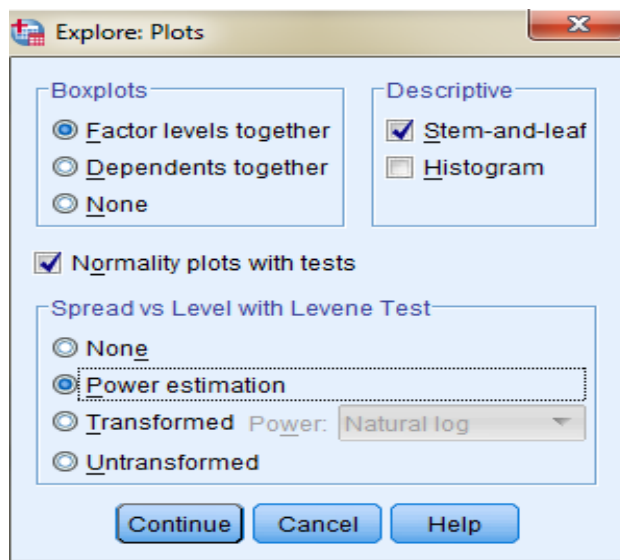 Explore: Plots
Boxplots
Factor levels together
Dependents together
None
Descriptive
Stem-and-leaf
Histogram
Normality plots with tests
Spread vs Level with Levene Test
None
Power estimation
Transformed Power: Natural log
Untransformed
Continue Cancel Help